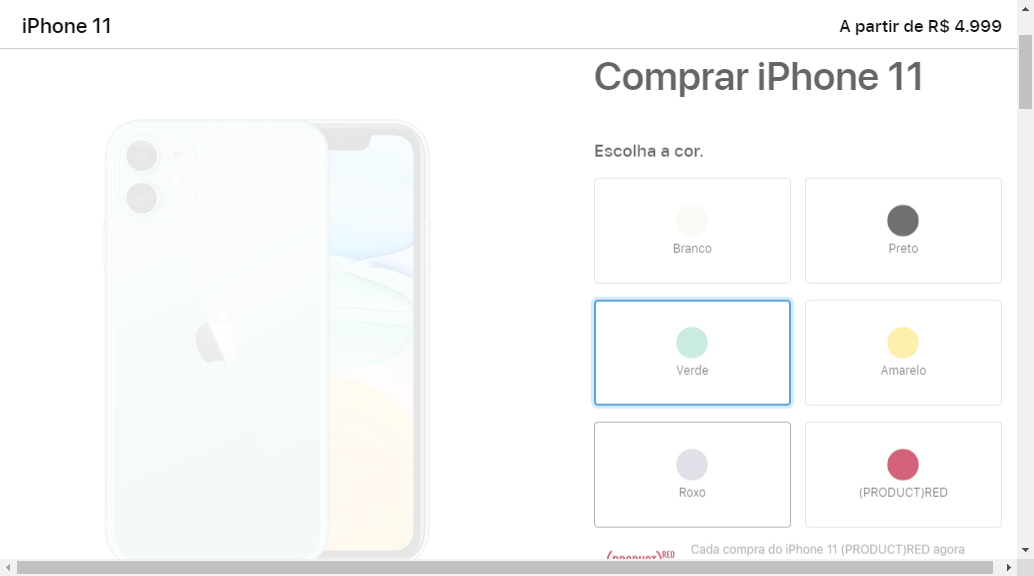 iPhone 11
A partir de R$ 4.999
Comprar iPhone 11
Escolha a cor.
Branco
Preto
Verde
Amarelo
Roxo
(PRODUCT)RED
(PRODUCT)RED
Cada compra do iPhone 11 (PRODUCT)RED agora